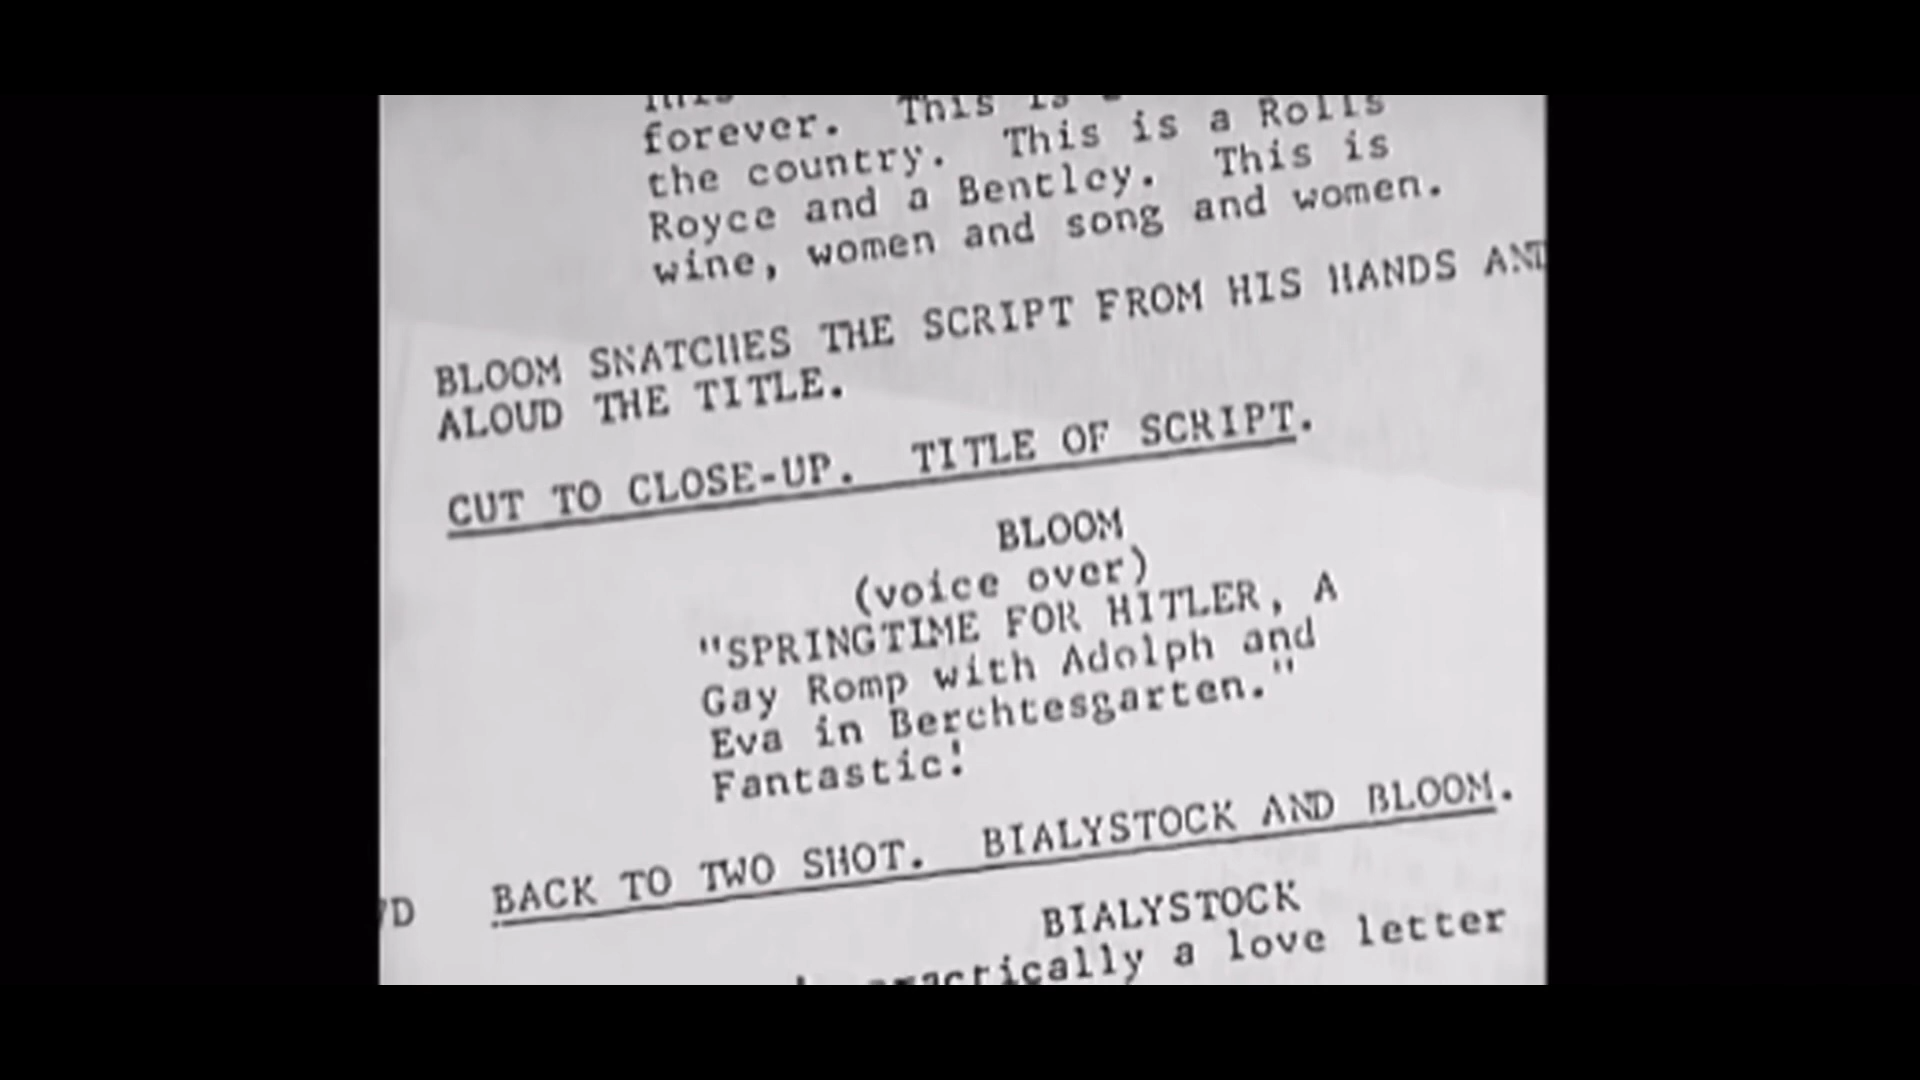 forever. This is
the country. This is a Rolls
Royce and a Bentley. This is
wine, women and song and women.
BLOOM SNATCHES THE SCRIPT FROM HIS HANDS AND
ALOUD THE TITLE.
CUT TO CLOSE-UP. TITLE OF SCRIPT.
BLOOM
(voice over)
"SPRINGTIME FOR HITLER, A
Gay Romp with Adolph and
Eva in Berchtesgarten."
Fantastic!
BACK TO TWO SHOT. BIALYSTOCK AND BLOOM.
BIALYSTOCK
practically a love letter